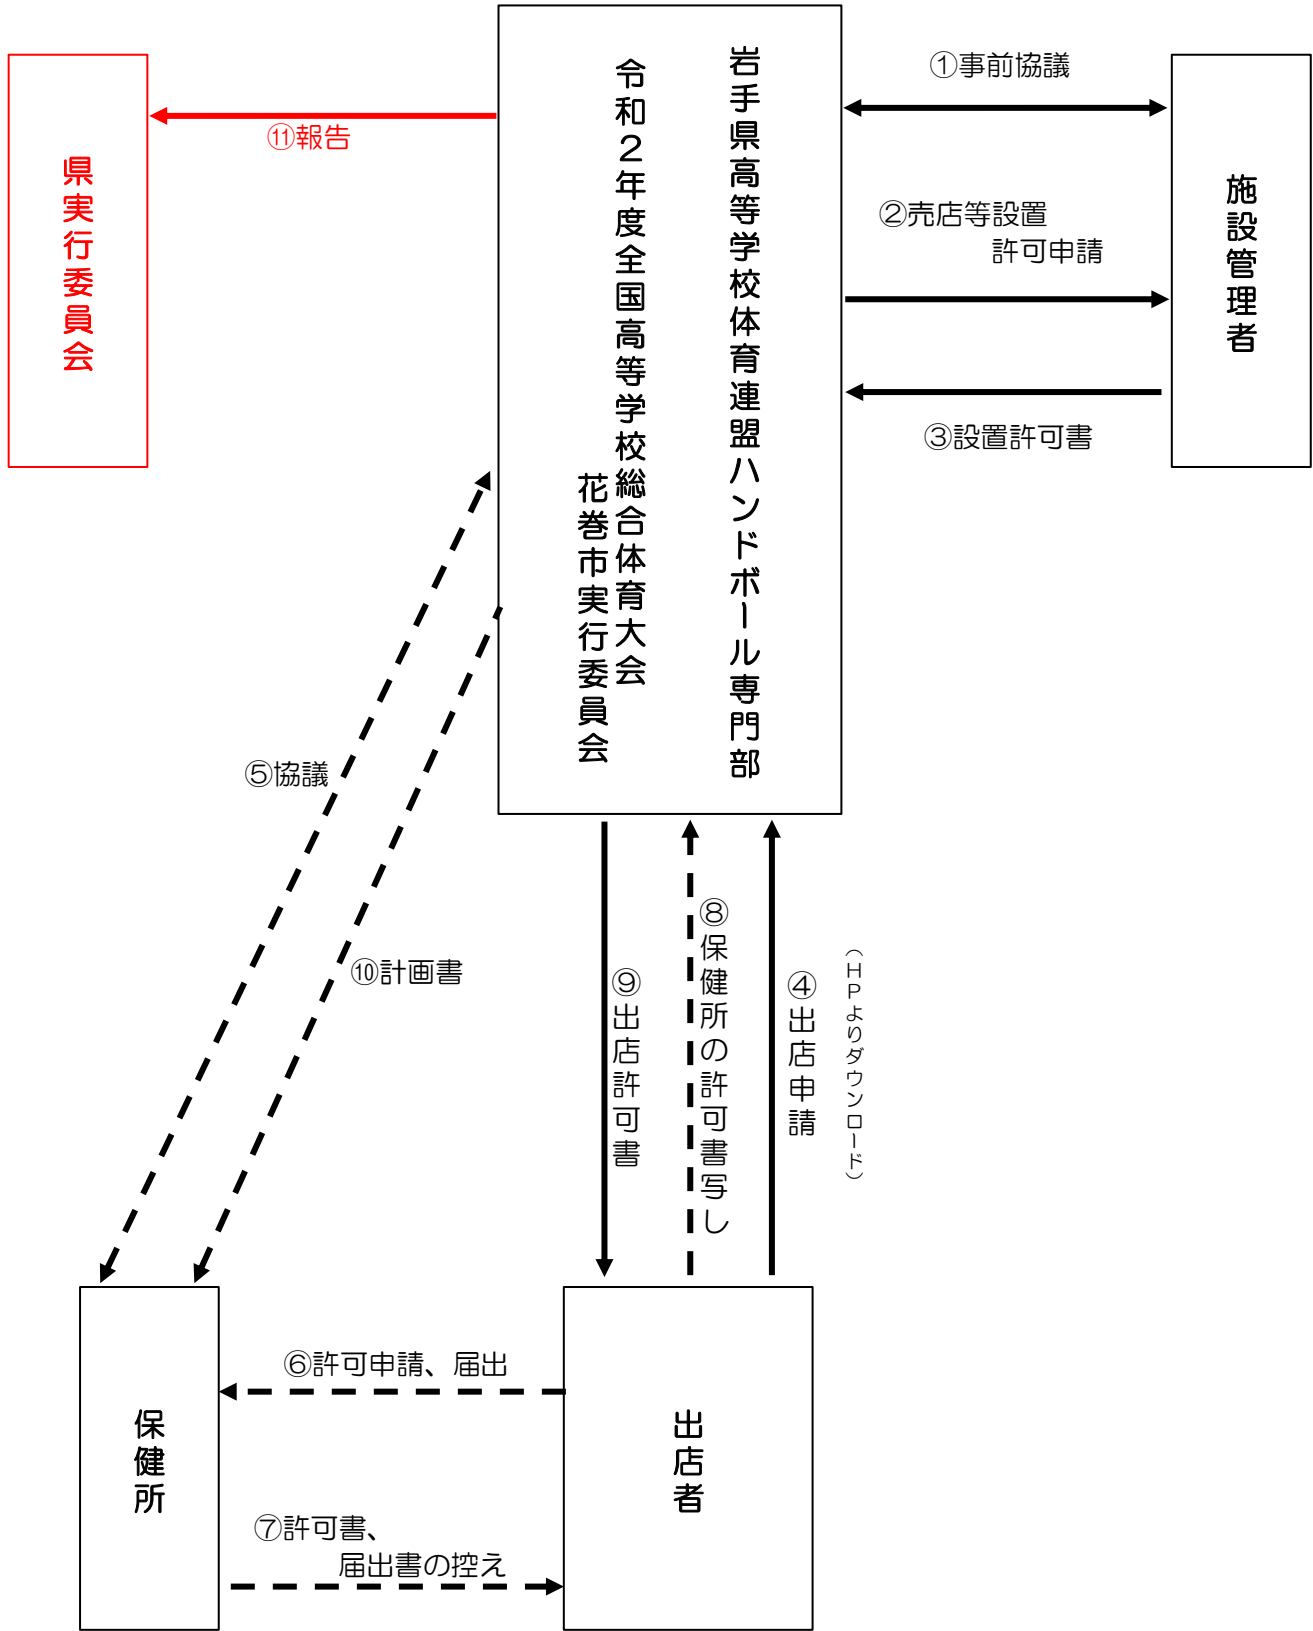 岩手県高等学校体育連盟ハンドボール専門部
令和２年度全国高等学校総合体育大会
花巻市実行委員会
①事前協議
②売店等設置
許可申請
③設置許可書
施設管理者
⑪報告
県実行委員会
⑤協議
⑩計画書
④出店申請
（ＨＰよりダウンロード）
⑧保健所の許可書写し
⑨出店許可書
⑥許可申請、届出
⑦許可書、
届出書の控え
保健所
出店者